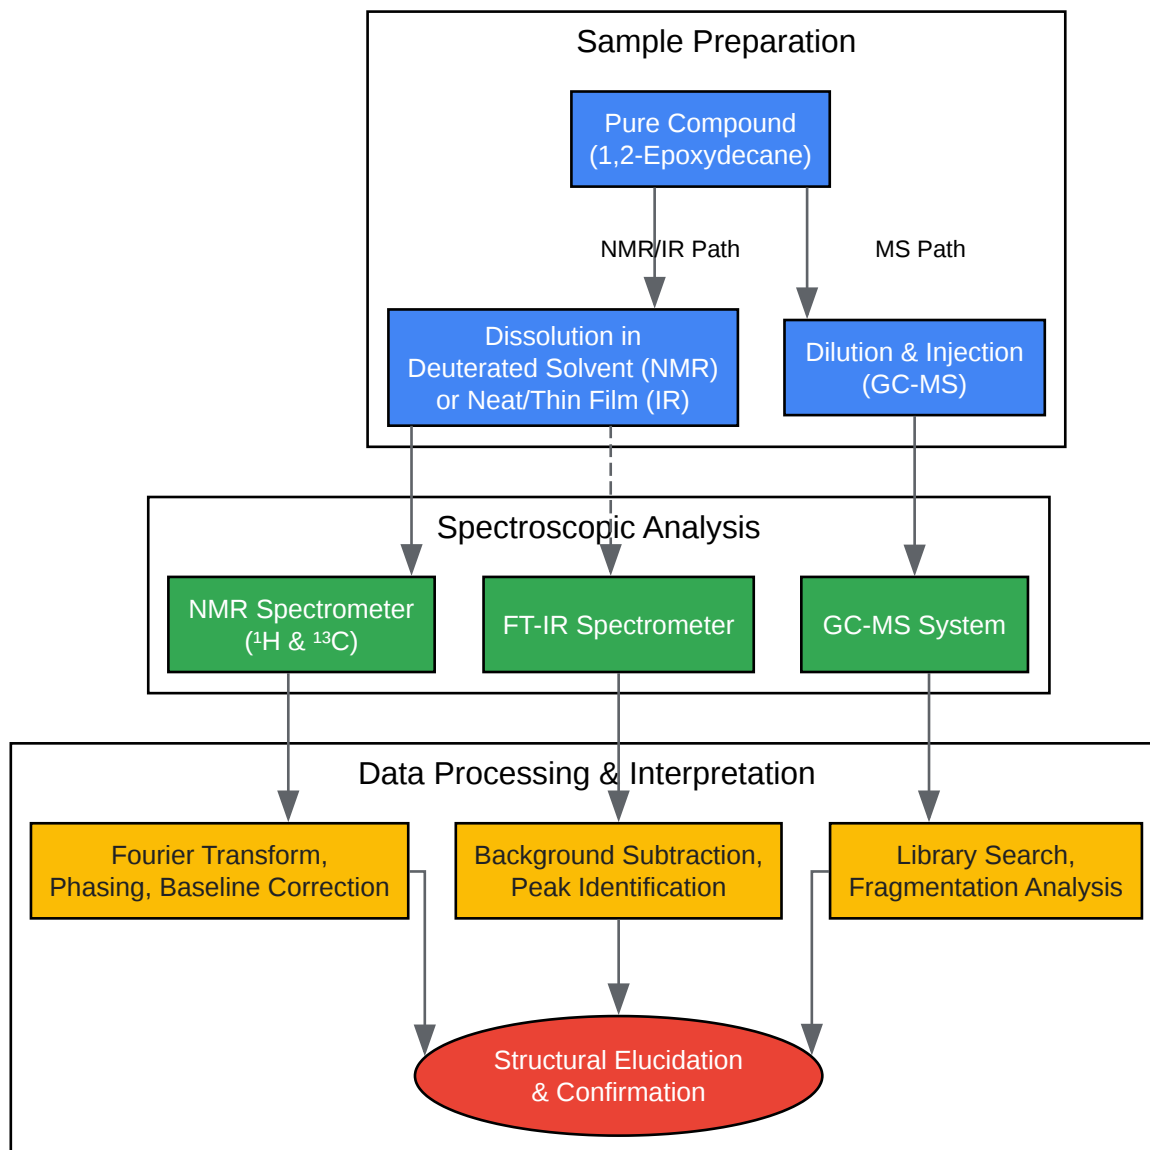 Sample Preparation
Pure Compound
(1,2-Epoxydecane)
NMR/IR Path
MS Path
Dissolution in
Deuterated Solvent (NMR)
or Neat/Thin Film (IR)
Dilution & Injection
(GC-MS)
Spectroscopic Analysis
NMR Spectrometer
(¹H & ¹³C)
FT-IR Spectrometer
GC-MS System
Data Processing & Interpretation
Fourier Transform,
Phasing, Baseline Correction
Background Subtraction,
Peak Identification
Library Search,
Fragmentation Analysis
Structural Elucidation
& Confirmation